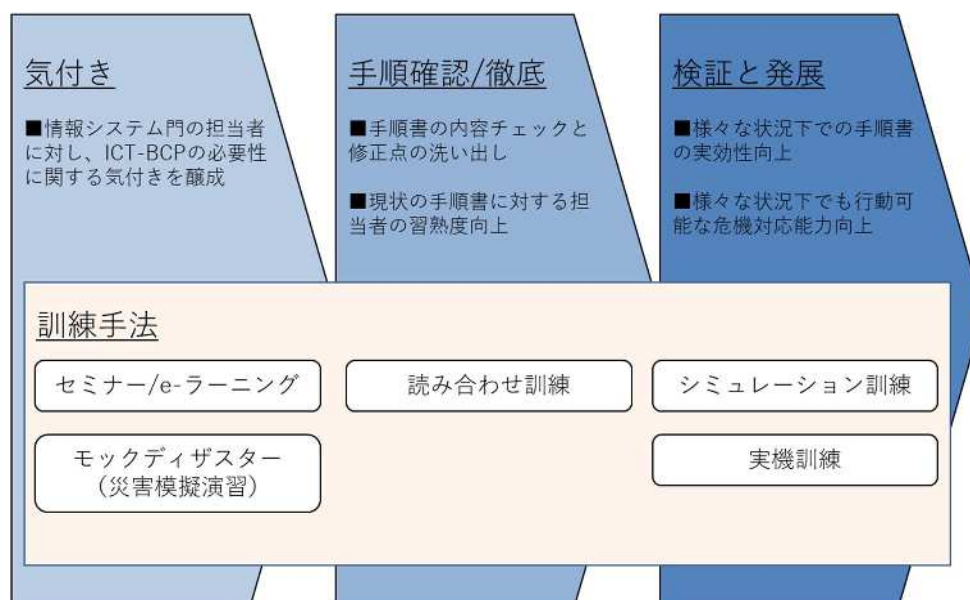 気付き
■情報システム門の担当者
に対し、ICT-BCPの必要性
に関する気付きを醸成
手順確認/徹底
■手順書の内容チェックと
修正点の洗い出し
■現状の手順書に対する担
当者の習熟度向上
検証と発展
■様々な状況下での手順書
の実効性向上
■様々な状況下でも行動可
能な危機対応能力向上
訓練手法
セミナー/e-ラーニング
モックディザスター
（災害模擬演習）
読み合わせ訓練
シミュレーション訓練
実機訓練